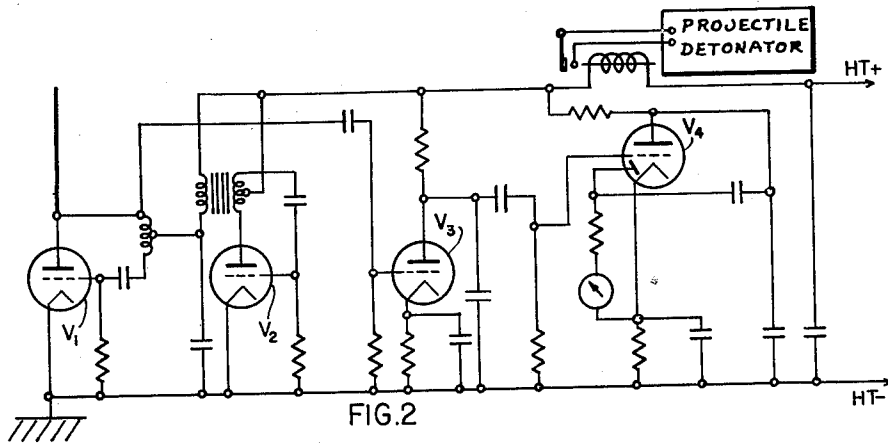 PROJECTILE
DETONATOR
HT+
V4
V3
V1
V2
HT-
FIG.2